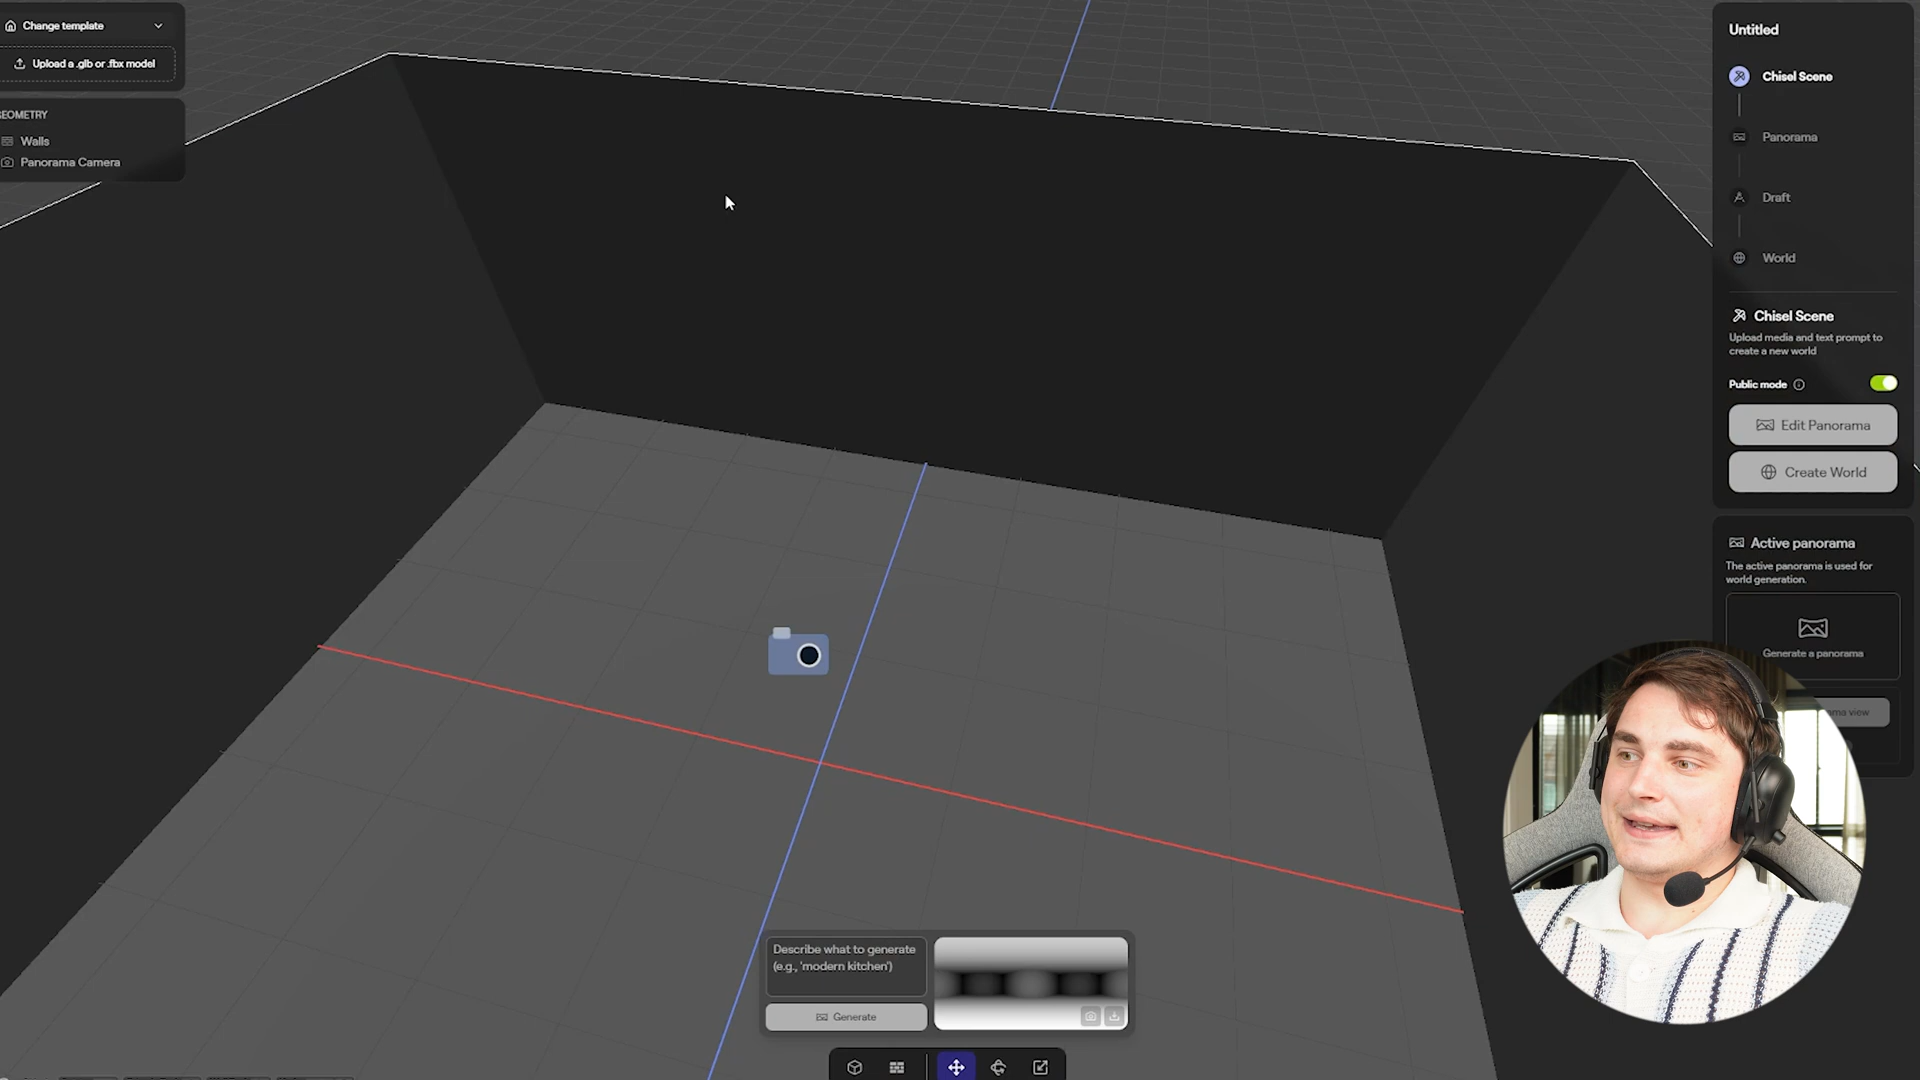 Change template
Upload a .glb or .fbx model
EOMETRY
Walls
Panorama Camera
Untitled
Chisel Scene
Panorama
Draft
World
Chisel Scene
Upload media and text prompt to
create a new world
Public mode
Edit Panorama
Create World
Active panorama
The active panorama is used for
world generation.
Generate a panorama
ma view
Describe what to generate
(e.g., 'modern kitchen')
Generate